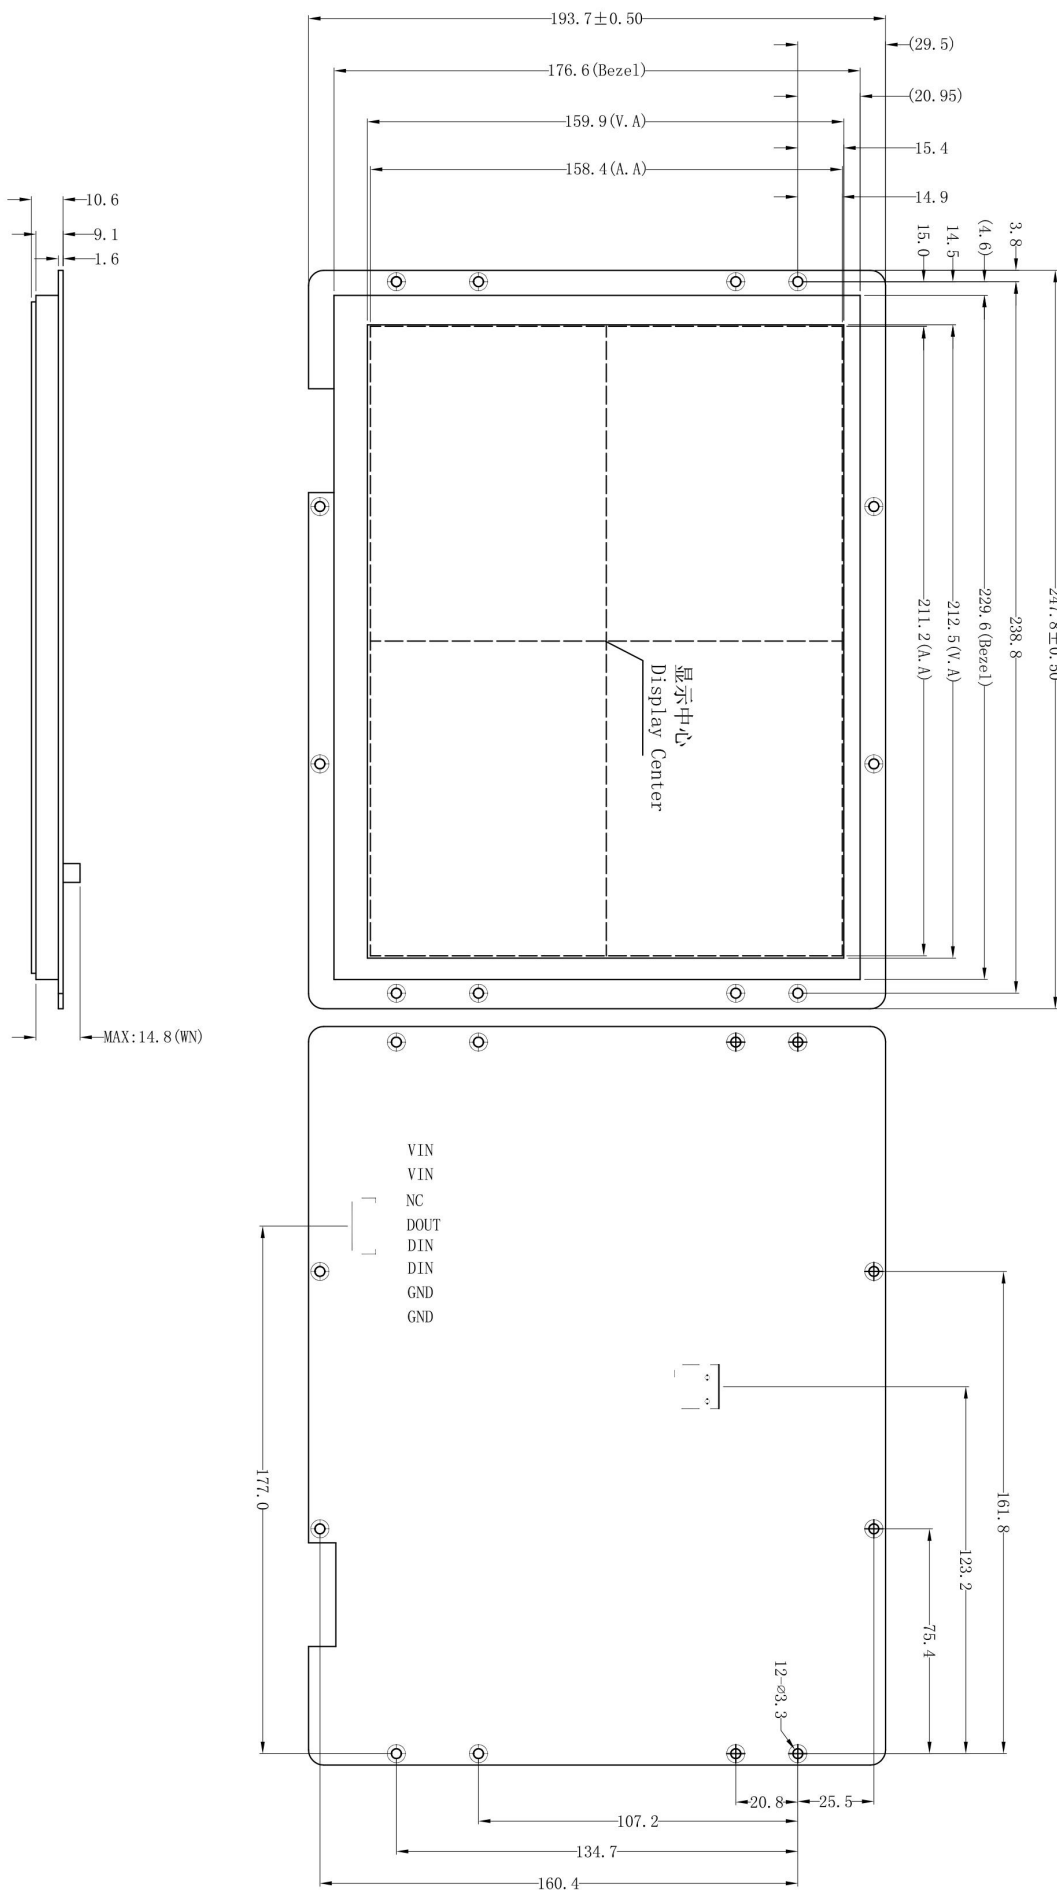 193.7±0.50
(29.5)
176.6(Bezel)
(20.95)
159.9(V.A)
15.4
158.4(A.A)
14.9
10.6
9.1
1.6
3.8
(4.6)
14.5
15.0
247.8±0.50
238.8
229.6(Bezel)
212.5(V.A)
211.2(A.A)
显示中心
Display Center
MAX:14.8(WN)
VIN
VIN
NC
DOUT
DIN
DIN
GND
GND
177.0
161.8
123.2
75.4
12-⌀3.3
20.8
25.5
107.2
134.7
160.4